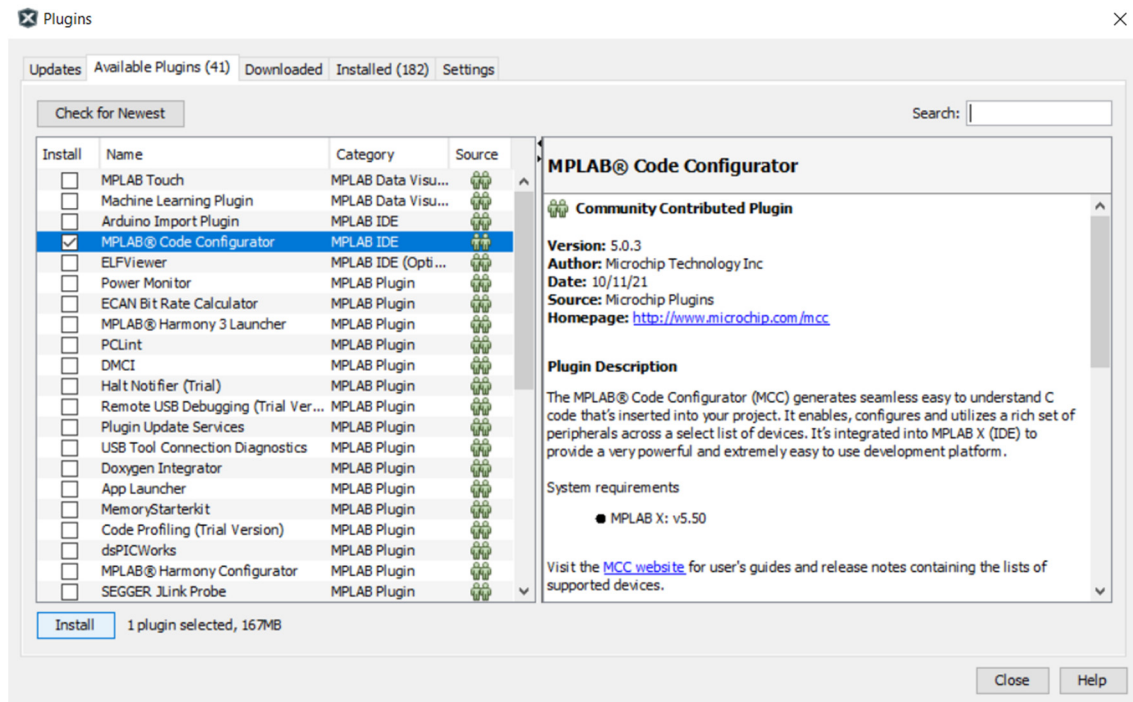 Plugins
Updates Available Plugins (41) Downloaded Installed (182) Settings
Check for Newest
Search:
Install Name Category Source
MPLAB Touch MPLAB Data Visu...
Machine Learning Plugin MPLAB Data Visu...
Arduino Import Plugin MPLAB IDE
MPLAB® Code Configurator MPLAB IDE
ELFViewer MPLAB IDE (Opti...
Power Monitor MPLAB Plugin
ECAN Bit Rate Calculator MPLAB Plugin
MPLAB® Harmony 3 Launcher MPLAB Plugin
PCLint MPLAB Plugin
DMCI MPLAB Plugin
Halt Notifier (Trial) MPLAB Plugin
Remote USB Debugging (Trial Ver... MPLAB Plugin
Plugin Update Services MPLAB Plugin
USB Tool Connection Diagnostics MPLAB Plugin
Doxygen Integrator MPLAB Plugin
App Launcher MPLAB Plugin
MemoryStarterkit MPLAB Plugin
Code Profiling (Trial Version) MPLAB Plugin
dsPICWorks MPLAB Plugin
MPLAB® Harmony Configurator MPLAB Plugin
SEGGER JLink Probe MPLAB Plugin
MPLAB® Code Configurator
Community Contributed Plugin
Version: 5.0.3
Author: Microchip Technology Inc
Date: 10/11/21
Source: Microchip Plugins
Homepage: http://www.microchip.com/mcc
Plugin Description
The MPLAB® Code Configurator (MCC) generates seamless easy to understand C
code that's inserted into your project. It enables, configures and utilizes a rich set of
peripherals across a select list of devices. It's integrated into MPLAB X (IDE) to
provide a very powerful and extremely easy to use development platform.
System requirements
● MPLAB X: v5.50
Visit the MCC website for user's guides and release notes containing the lists of
supported devices.
Install 1 plugin selected, 167MB
Close Help